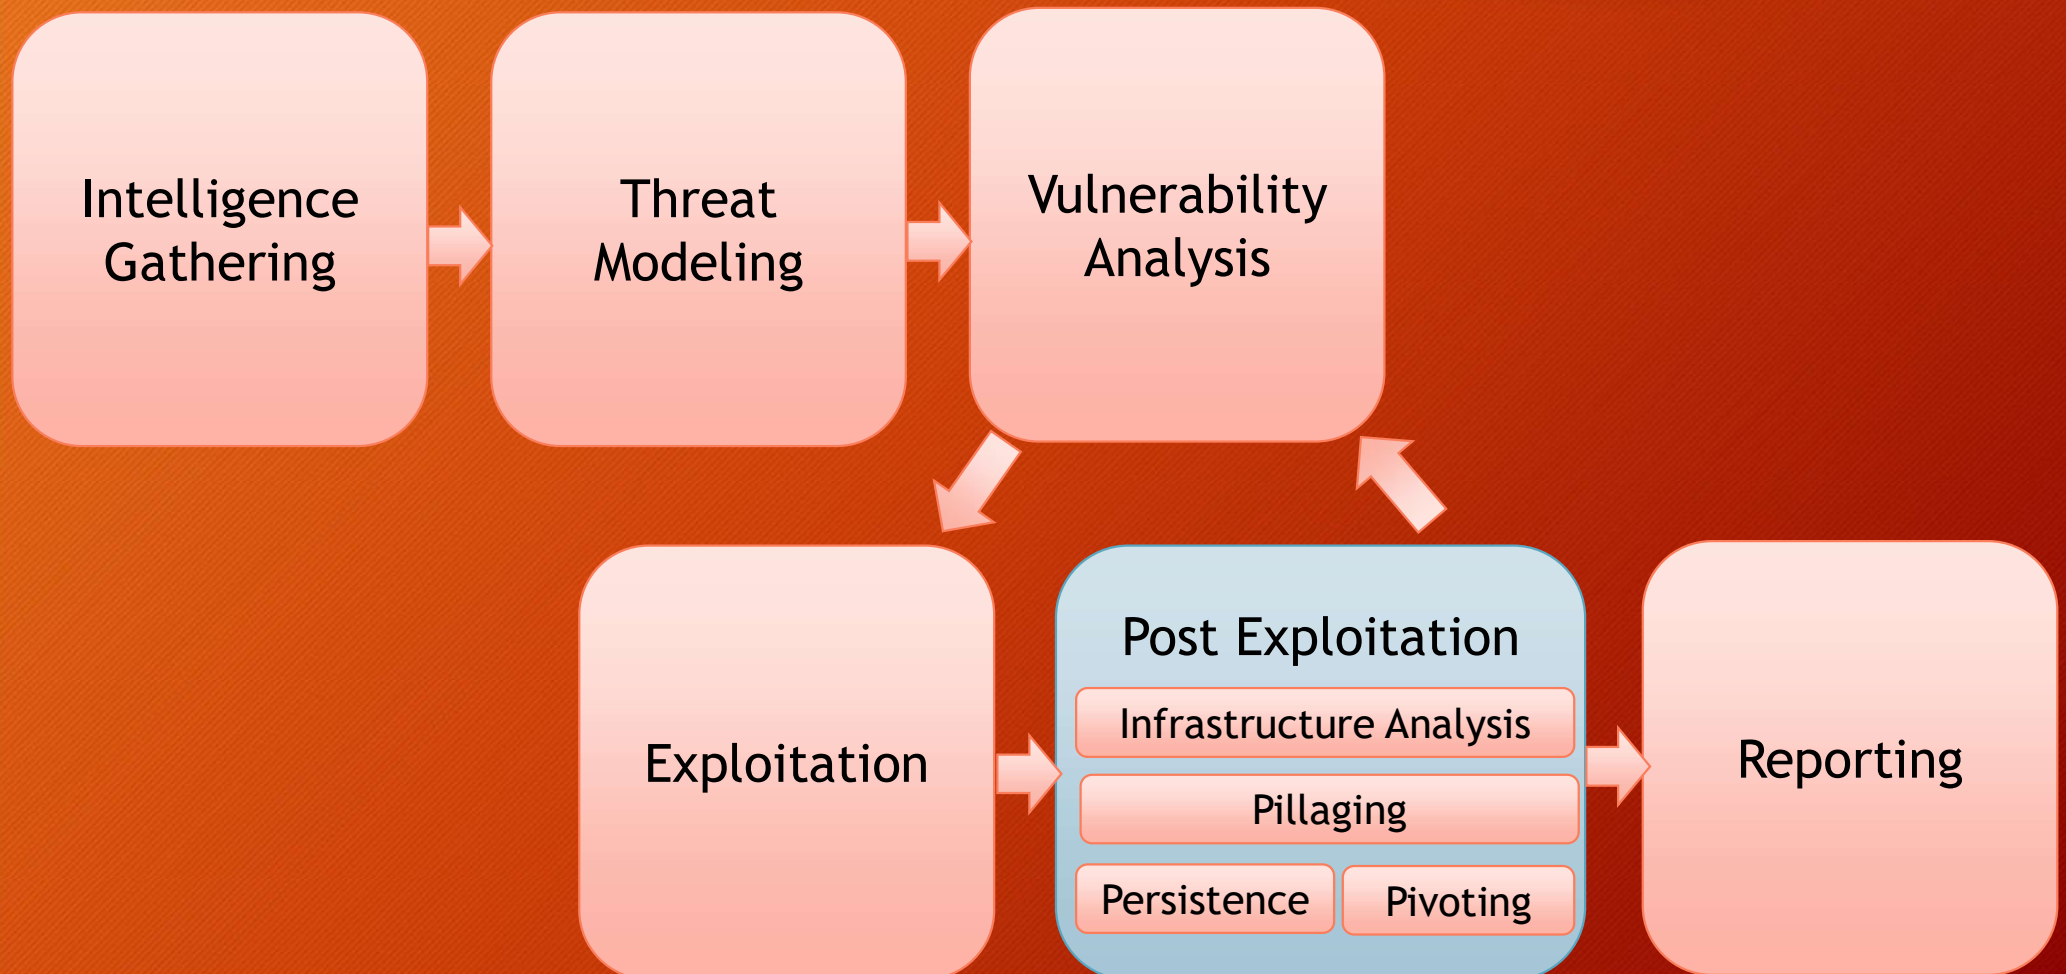 Intelligence
Gathering
Threat
Modeling
Vulnerability
Analysis
Exploitation
Post Exploitation
Infrastructure Analysis
Pillaging
Persistence
Pivoting
Reporting